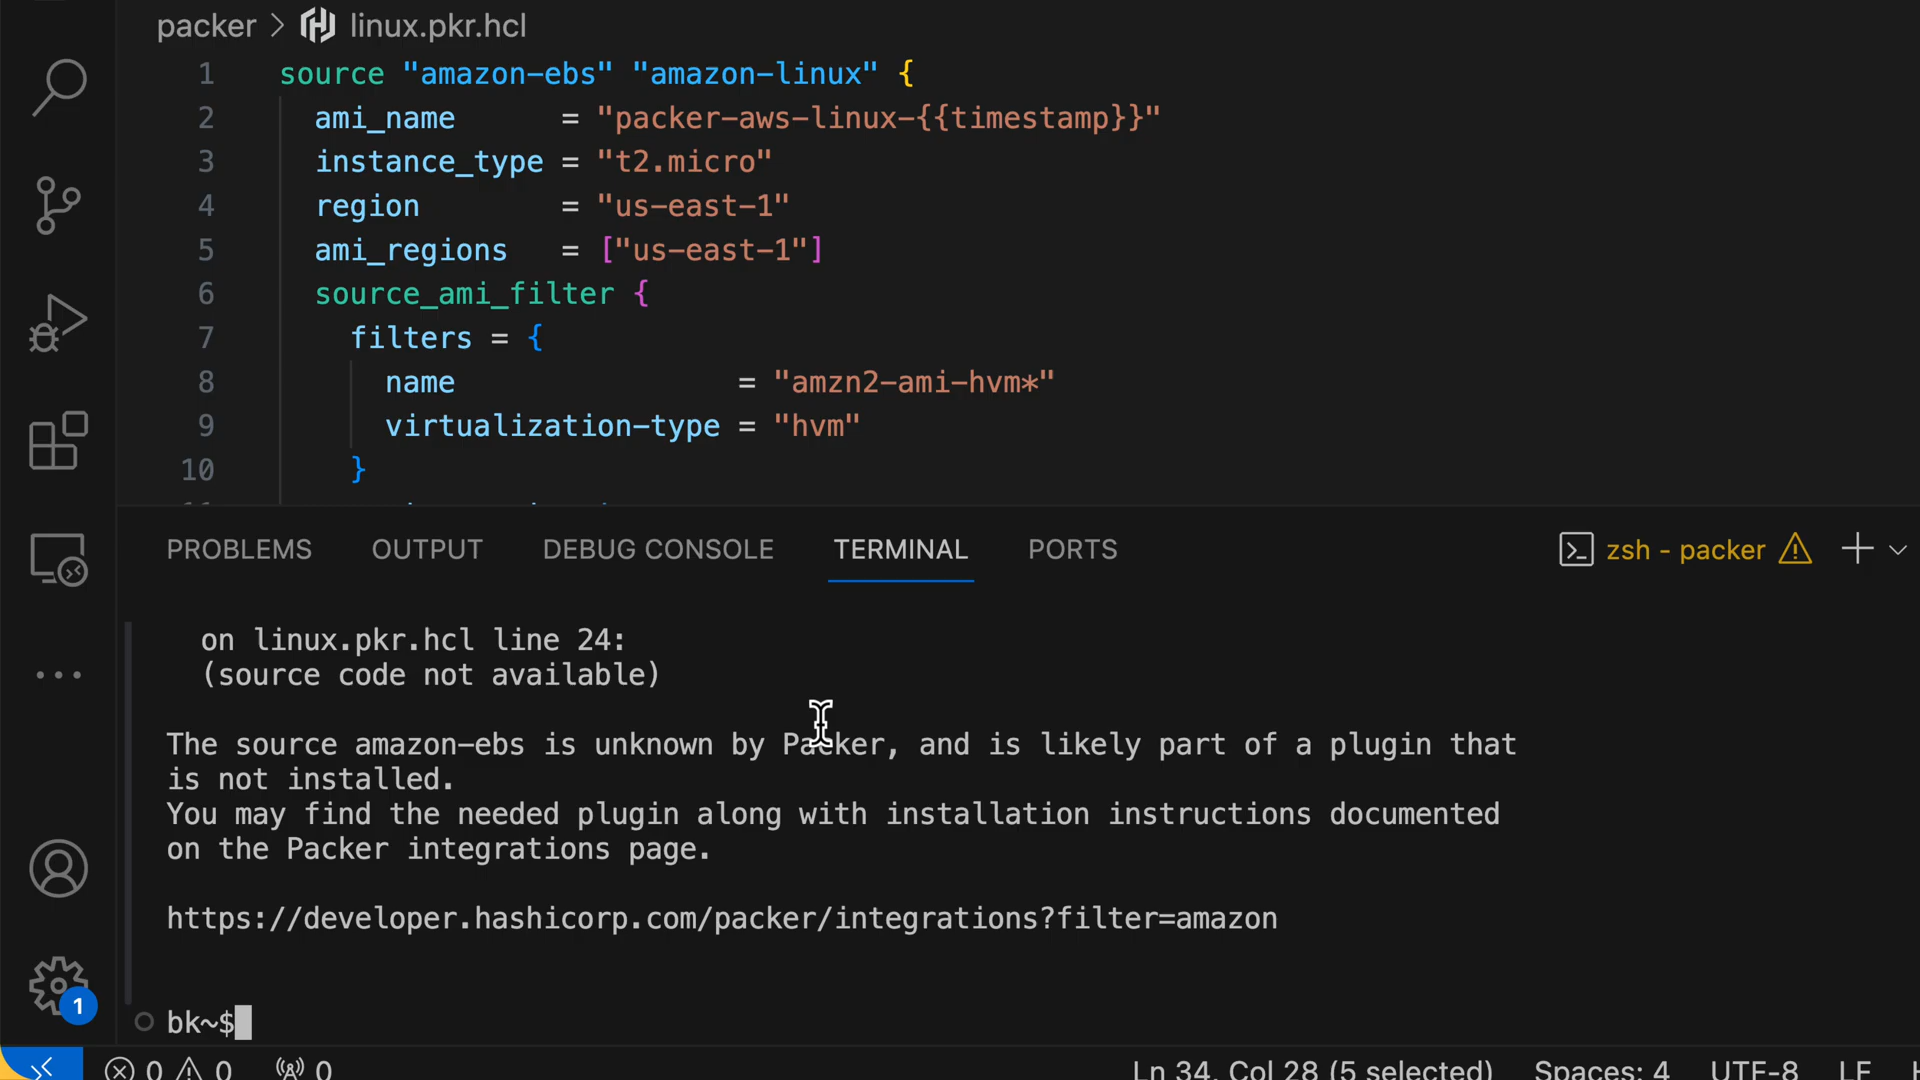 packer > linux.pkr.hcl
1 source "amazon-ebs" "amazon-linux" {
2 ami_name = "packer-aws-linux-{{timestamp}}"
3 instance_type = "t2.micro"
4 region = "us-east-1"
5 ami_regions = ["us-east-1"]
6 source_ami_filter {
7 filters = {
8 name = "amzn2-ami-hvm*"
9 virtualization-type = "hvm"
10 }
PROBLEMS OUTPUT DEBUG CONSOLE TERMINAL PORTS zsh - packer
on linux.pkr.hcl line 24:
(source code not available)
The source amazon-ebs is unknown by Packer, and is likely part of a plugin that
is not installed.
You may find the needed plugin along with installation instructions documented
on the Packer integrations page.
https://developer.hashicorp.com/packer/integrations?filter=amazon
1
bk~$
0 0 0 Ln 34, Col 28 (5 selected) Spaces: 4 UTF-8 LF